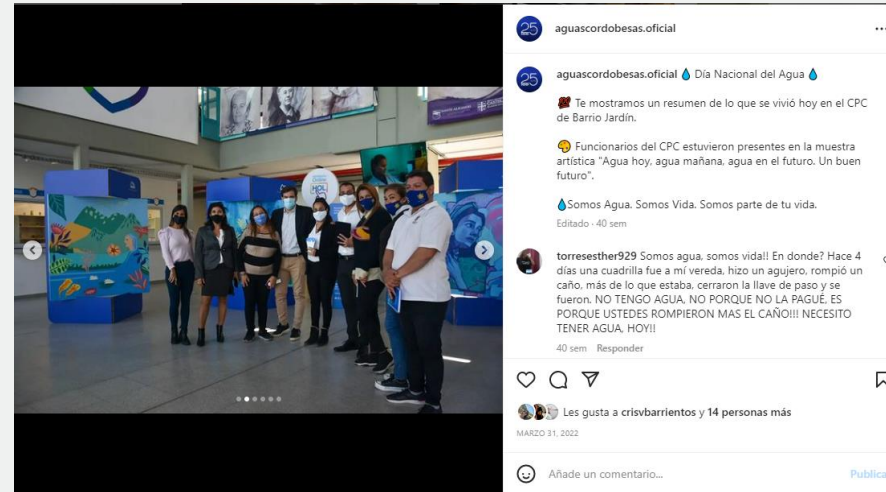 aguascordobesas.oficial
aguascordobesas.oficial 💧 Día Nacional del Agua 💧
💯 Te mostramos un resumen de lo que se vivió hoy en el CPC
de Barrio Jardín.
🎨 Funcionarios del CPC estuvieron presentes en la muestra
artística "Agua hoy, agua mañana, agua en el futuro. Un buen
futuro".
💧Somos Agua. Somos Vida. Somos parte de tu vida.
Editado · 40 sem
torresesther929 Somos agua, somos vida!! En donde? Hace 4
días una cuadrilla fue a mí vereda, hizo un agujero, rompió un
caño, más de lo que estaba, cerraron la llave de paso y se
fueron. NO TENGO AGUA, NO PORQUE NO LA PAGUÉ, ES
PORQUE USTEDES ROMPIERON MAS EL CAÑO!!! NECESITO
TENER AGUA, HOY!!
40 sem Responder
Les gusta a crisvbarrientos y 14 personas más
MARZO 31, 2022
Añade un comentario...
Publica
25
25
HOL